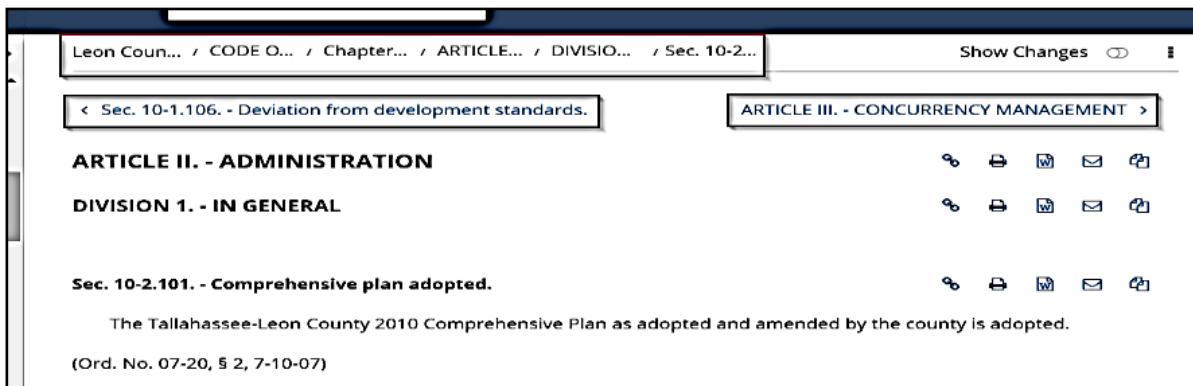 Leon Coun... / CODE O... / Chapter... / ARTICLE... / DIVISIO... / Sec. 10-2...
Show Changes
< Sec. 10-1.106. - Deviation from development standards.
ARTICLE III. - CONCURRENCY MANAGEMENT >
ARTICLE II. - ADMINISTRATION
DIVISION 1. - IN GENERAL
Sec. 10-2.101. - Comprehensive plan adopted.
The Tallahassee-Leon County 2010 Comprehensive Plan as adopted and amended by the county is adopted.
(Ord. No. 07-20, § 2, 7-10-07)